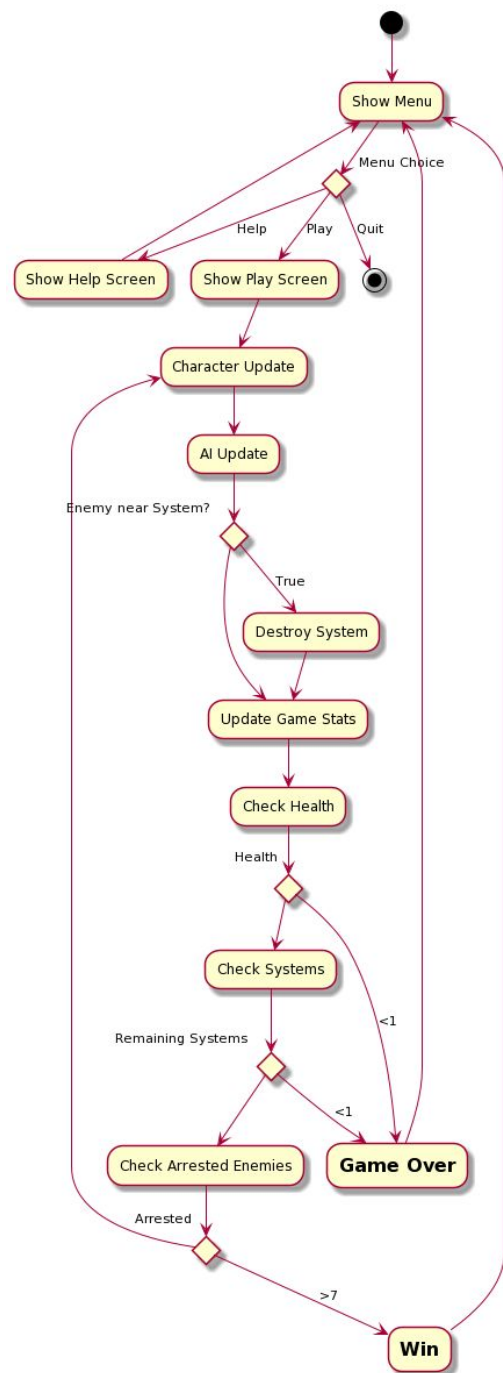 Show Menu
Menu Choice
Help
Play
Quit
Show Help Screen
Show Play Screen
Character Update
AI Update
Enemy near System?
True
Destroy System
Update Game Stats
Check Health
Health
Check Systems
<1
Remaining Systems
<1
Check Arrested Enemies
Game Over
Arrested
>7
Win